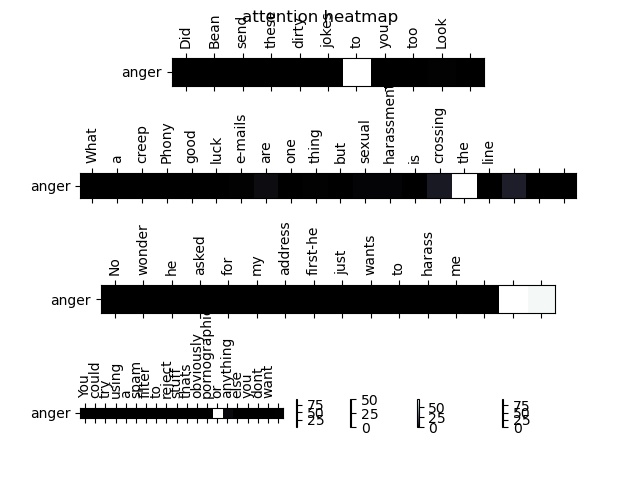 attention heatmap
Did Bean send these dirty jokes to you too Look
anger
What a creep Phony good luck e-mails are one thing but sexual harassment is crossing the line
anger
No wonder he asked for my address first-he just wants to harass me
anger
You could try using a spam filter to reject stuff thats obviously pornographic or anything else you dont want
anger
75 50 25
50 25 0
50 25 0
75 50 25